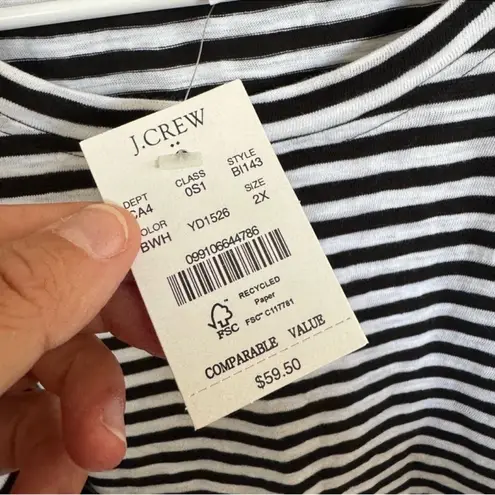 J.CREW
DEPT CLASS STYLE
CA4 0S1 BI143
COLOR SIZE
BWH YD1526 2X
099106644786
RECYCLED
Paper
FSC™ C117781
FSC
COMPARABLE VALUE
$59.50